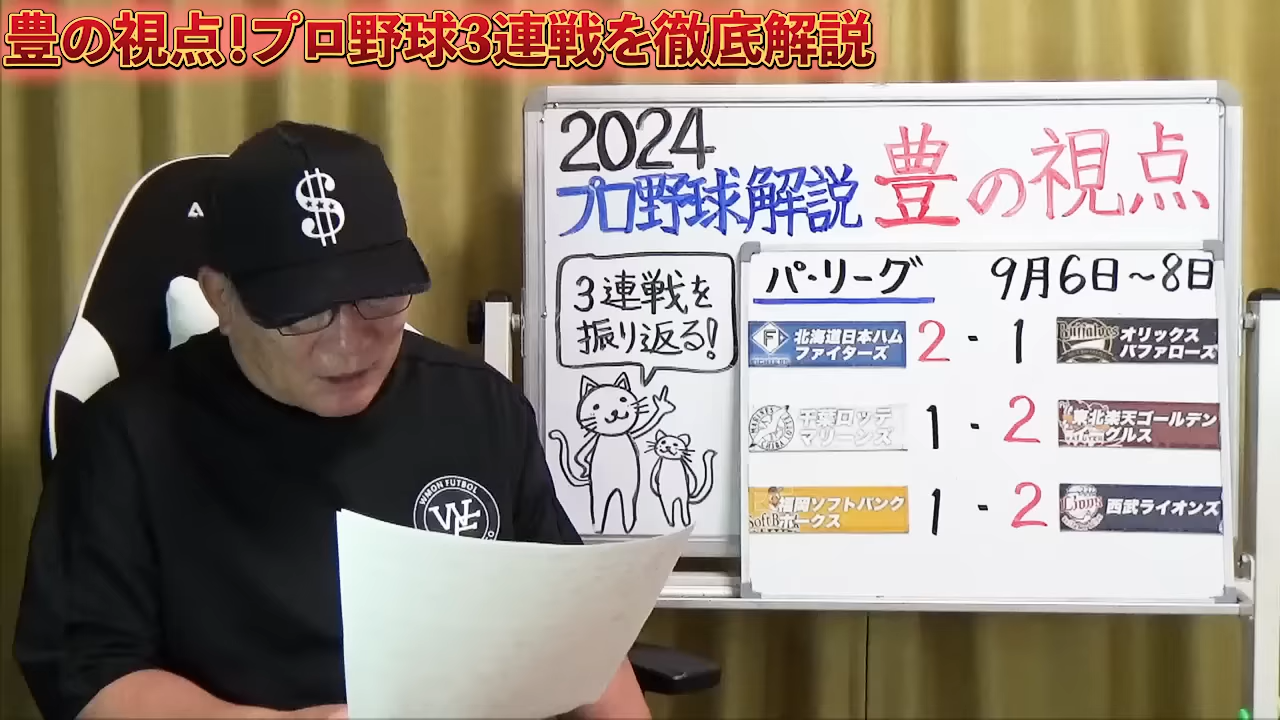 豊の視点!プロ野球3連戦を徹底解説
2024
プロ野球解説 豊の視点
3連戦を
振り返る!
パ・リーグ 9月6日~8日
F
FIGHTERS
北海道日本ハム
ファイターズ
2 - 1
Buffaloes
オリックス
バファローズ
千葉ロッテ
マリーンズ
1 - 2
東北楽天ゴールデン
グルス
福岡ソフトバンク
ホークス
1 - 2
Lions
西武ライオンズ
$
WMON FUTBOL